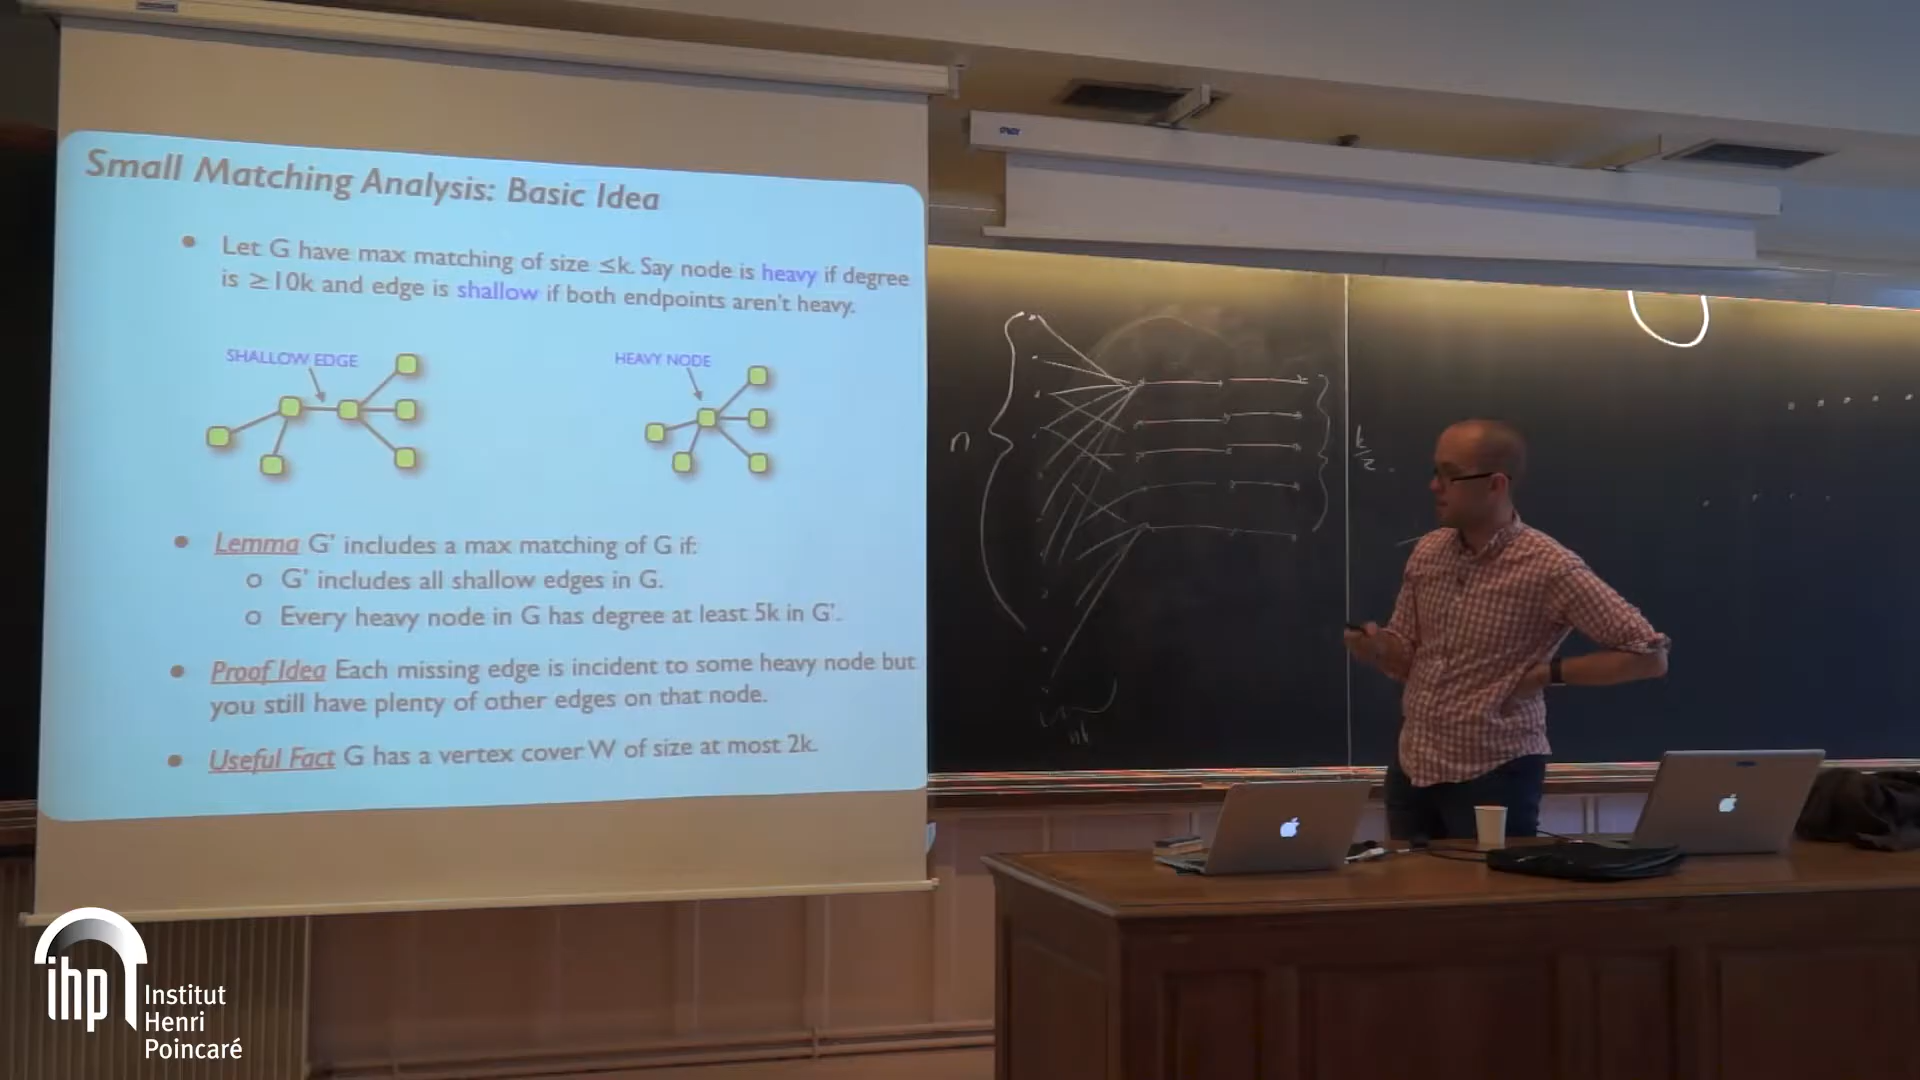 Small Matching Analysis: Basic Idea
• Let G have max matching of size ≤k. Say node is heavy if degree
is ≥10k and edge is shallow if both endpoints aren't heavy.
SHALLOW EDGE
HEAVY NODE
• Lemma G' includes a max matching of G if:
o G' includes all shallow edges in G.
o Every heavy node in G has degree at least 5k in G'.
• Proof Idea Each missing edge is incident to some heavy node but
you still have plenty of other edges on that node.
• Useful Fact G has a vertex cover W of size at most 2k.
n
k/2.
ihp
Institut
Henri
Poincaré